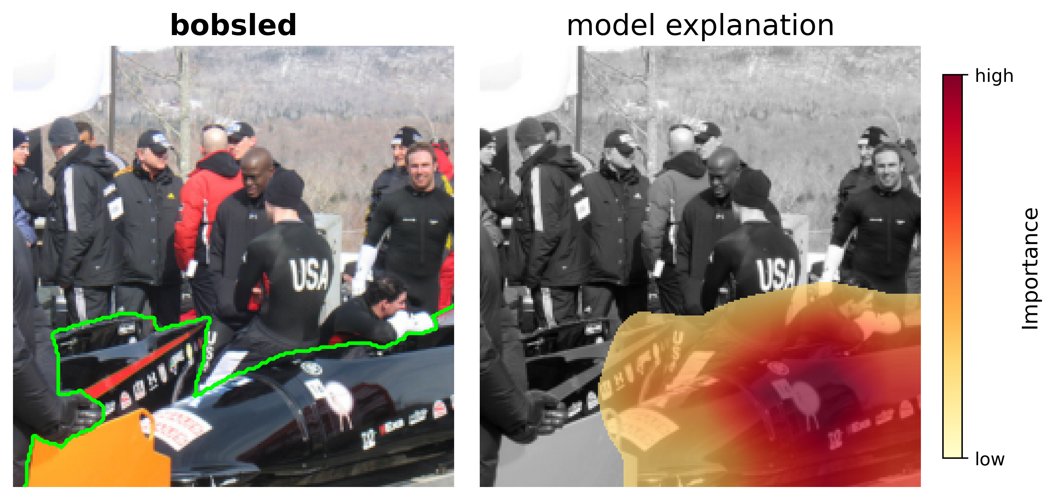 bobsled
model explanation
high
USA
USA
Importance
low